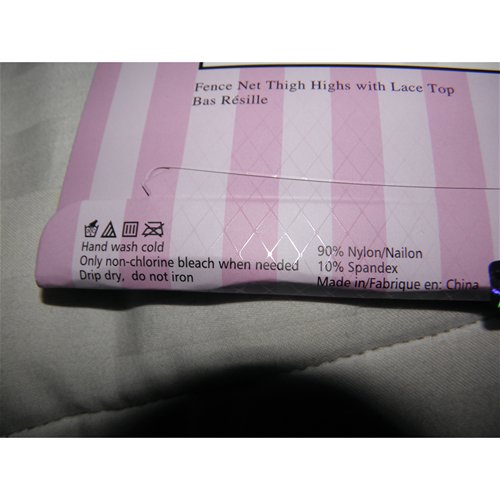 Fence Net Thigh Highs with Lace Top
Bas Résille
Hand wash cold
Only non-chlorine bleach when needed
Drip dry, do not iron
90% Nylon/Nailon
10% Spandex
Made in/Fabrique en: China